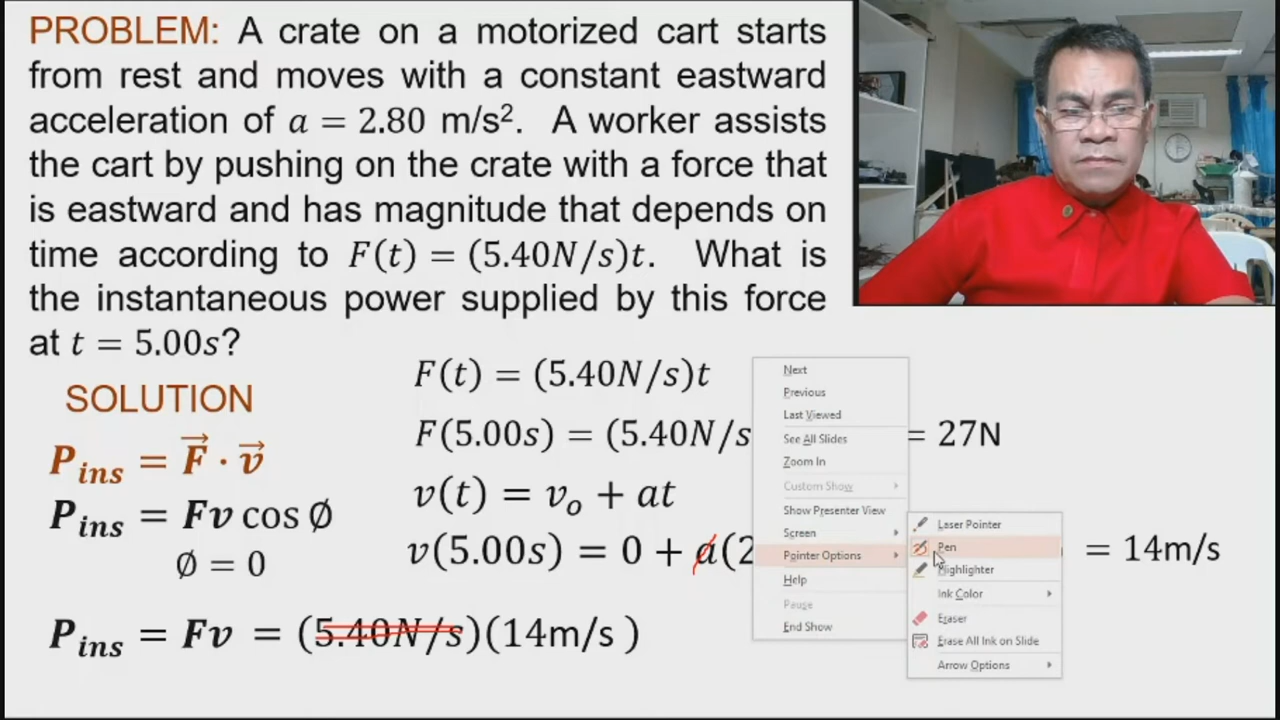 PROBLEM: A crate on a motorized cart starts
from rest and moves with a constant eastward
acceleration of a = 2.80 m/s². A worker assists
the cart by pushing on the crate with a force that
is eastward and has magnitude that depends on
time according to F(t) = (5.40N/s)t. What is
the instantaneous power supplied by this force
at t = 5.00s?
SOLUTION
P_ins = F⃗ · v⃗
P_ins = Fv cos ∅
∅ = 0
F(t) = (5.40N/s)t
F(5.00s) = (5.40N/s = 27N
v(t) = v_o + at
v(5.00s) = 0 + a(2 = 14m/s
P_ins = Fv = (5.40N/s)(14m/s )
Next
Previous
Last Viewed
See All Slides
Zoom In
Custom Show
Show Presenter View
Screen
Pointer Options
Help
Pause
End Show
Laser Pointer
Pen
Highlighter
Ink Color
Eraser
Erase All Ink on Slide
Arrow Options